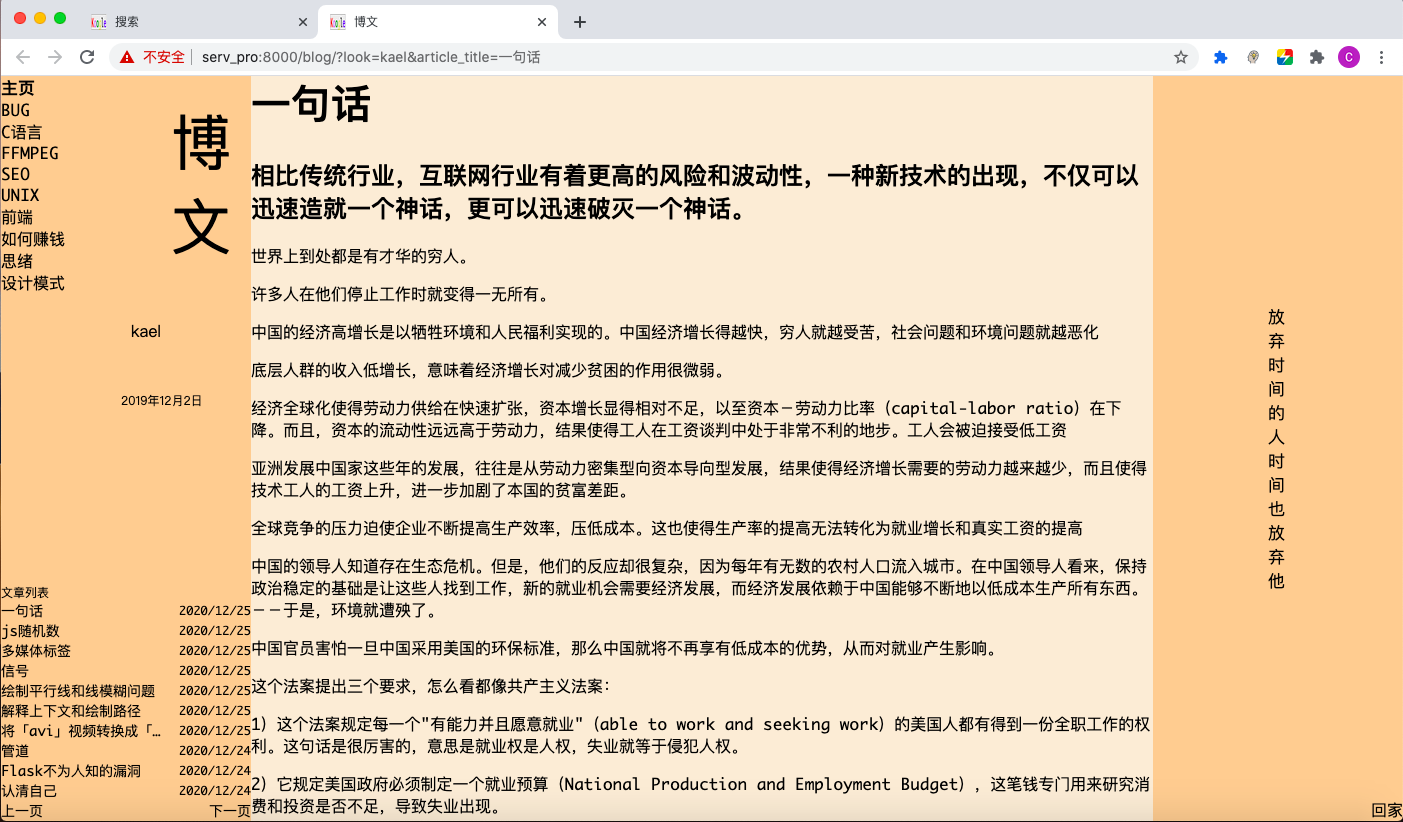 搜索
博文
不安全
serv_pro:8000/blog/?look=kael&article_title=一句话
C
主页
BUG
C语言
FFMPEG
SEO
UNIX
前端
如何赚钱
思绪
设计模式
博文
kael
2019年12月2日
文章列表
一句话 2020/12/25
js随机数 2020/12/25
多媒体标签 2020/12/25
信号 2020/12/25
绘制平行线和线模糊问题 2020/12/25
解释上下文和绘制路径 2020/12/25
将「avi」视频转换成「… 2020/12/25
管道 2020/12/24
Flask不为人知的漏洞 2020/12/24
认清自己 2020/12/24
上一页 下一页
一句话
相比传统行业，互联网行业有着更高的风险和波动性，一种新技术的出现，不仅可以
迅速造就一个神话，更可以迅速破灭一个神话。
世界上到处都是有才华的穷人。
许多人在他们停止工作时就变得一无所有。
中国的经济高增长是以牺牲环境和人民福利实现的。中国经济增长得越快，穷人就越受苦，社会问题和环境问题就越恶化
底层人群的收入低增长，意味着经济增长对减少贫困的作用很微弱。
经济全球化使得劳动力供给在快速扩张，资本增长显得相对不足，以至资本－劳动力比率（capital-labor ratio）在下
降。而且，资本的流动性远远高于劳动力，结果使得工人在工资谈判中处于非常不利的地步。工人会被迫接受低工资
亚洲发展中国家这些年的发展，往往是从劳动力密集型向资本导向型发展，结果使得经济增长需要的劳动力越来越少，而且使得
技术工人的工资上升，进一步加剧了本国的贫富差距。
全球竞争的压力迫使企业不断提高生产效率，压低成本。这也使得生产率的提高无法转化为就业增长和真实工资的提高
中国的领导人知道存在生态危机。但是，他们的反应却很复杂，因为每年有无数的农村人口流入城市。在中国领导人看来，保持
政治稳定的基础是让这些人找到工作，新的就业机会需要经济发展，而经济发展依赖于中国能够不断地以低成本生产所有东西。
－－于是，环境就遭殃了。
中国官员害怕一旦中国采用美国的环保标准，那么中国就将不再享有低成本的优势，从而对就业产生影响。
这个法案提出三个要求，怎么看都像共产主义法案：
1）这个法案规定每一个"有能力并且愿意就业"（able to work and seeking work）的美国人都有得到一份全职工作的权
利。这句话是很厉害的，意思是就业权是人权，失业就等于侵犯人权。
2）它规定美国政府必须制定一个就业预算（National Production and Employment Budget），这笔钱专门用来研究消
费和投资是否不足，导致失业出现。
放弃时间的人时间也放弃他
回家